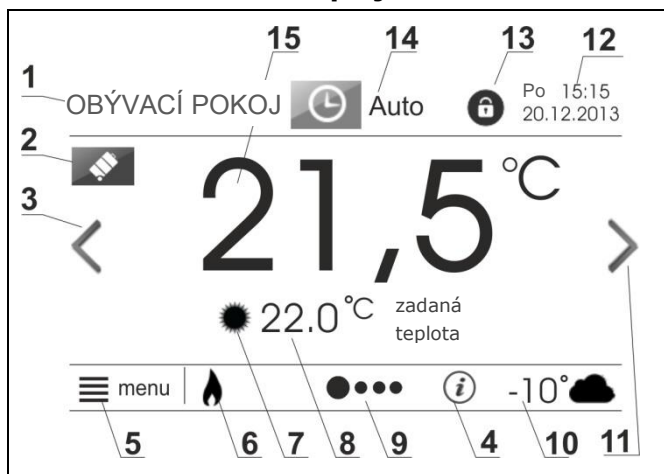 15 14 13 12
1
OBÝVACÍ POKOJ Auto Po 15:15
20.12.2013
2
21,5 °C
3
22.0 °C zadaná
teplota
menu i -10°
5 6 7 8 9 4 10 11